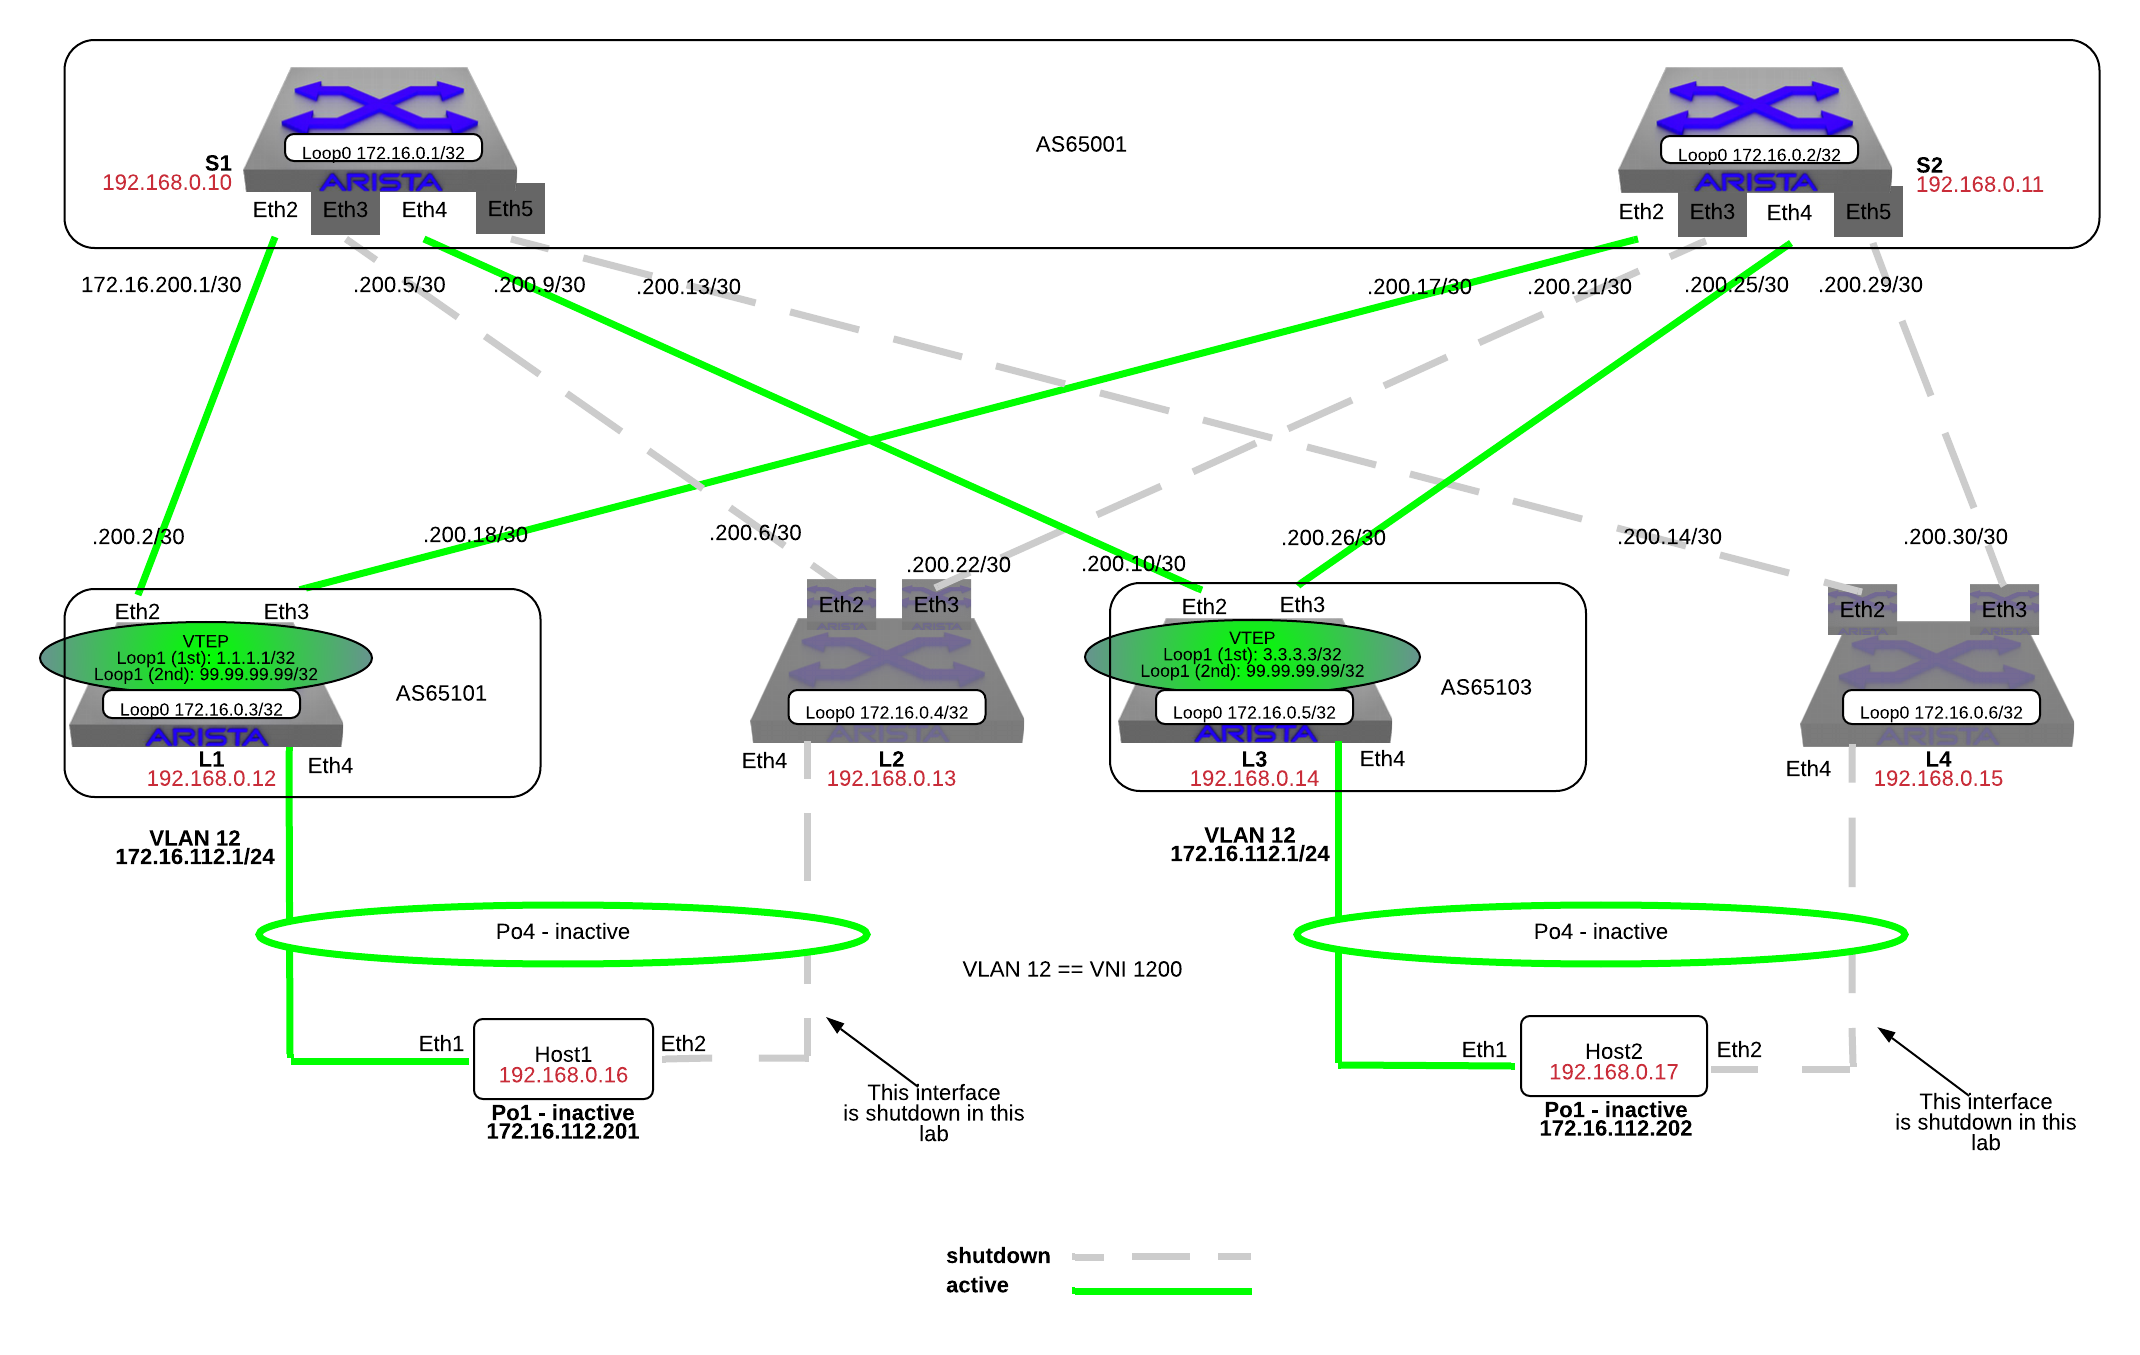 AS65001
Loop0 172.16.0.1/32
ARISTA
S1
192.168.0.10
Eth2
Eth3
Eth4
Eth5
Loop0 172.16.0.2/32
ARISTA
S2
192.168.0.11
Eth2
Eth3
Eth4
Eth5
172.16.200.1/30
.200.5/30
.200.9/30
.200.13/30
.200.17/30
.200.21/30
.200.25/30
.200.29/30
.200.2/30
.200.18/30
.200.6/30
.200.22/30
.200.10/30
.200.26/30
.200.14/30
.200.30/30
Eth2
Eth3
VTEP
Loop1 (1st): 1.1.1.1/32
Loop1 (2nd): 99.99.99.99/32
Loop0 172.16.0.3/32
ARISTA
AS65101
L1
192.168.0.12
Eth4
Eth2
Eth3
ARISTA
ARISTA
Loop0 172.16.0.4/32
ARISTA
Eth4
L2
192.168.0.13
Eth2
Eth3
VTEP
Loop1 (1st): 3.3.3.3/32
Loop1 (2nd): 99.99.99.99/32
Loop0 172.16.0.5/32
ARISTA
AS65103
L3
192.168.0.14
Eth4
Eth2
Eth3
ARISTA
ARISTA
Loop0 172.16.0.6/32
ARISTA
Eth4
L4
192.168.0.15
VLAN 12
172.16.112.1/24
VLAN 12
172.16.112.1/24
Po4 - inactive
Po4 - inactive
VLAN 12 == VNI 1200
Eth1
Host1
192.168.0.16
Eth2
Po1 - inactive
172.16.112.201
This interface
is shutdown in this
lab
Eth1
Host2
192.168.0.17
Eth2
Po1 - inactive
172.16.112.202
This interface
is shutdown in this
lab
shutdown
active